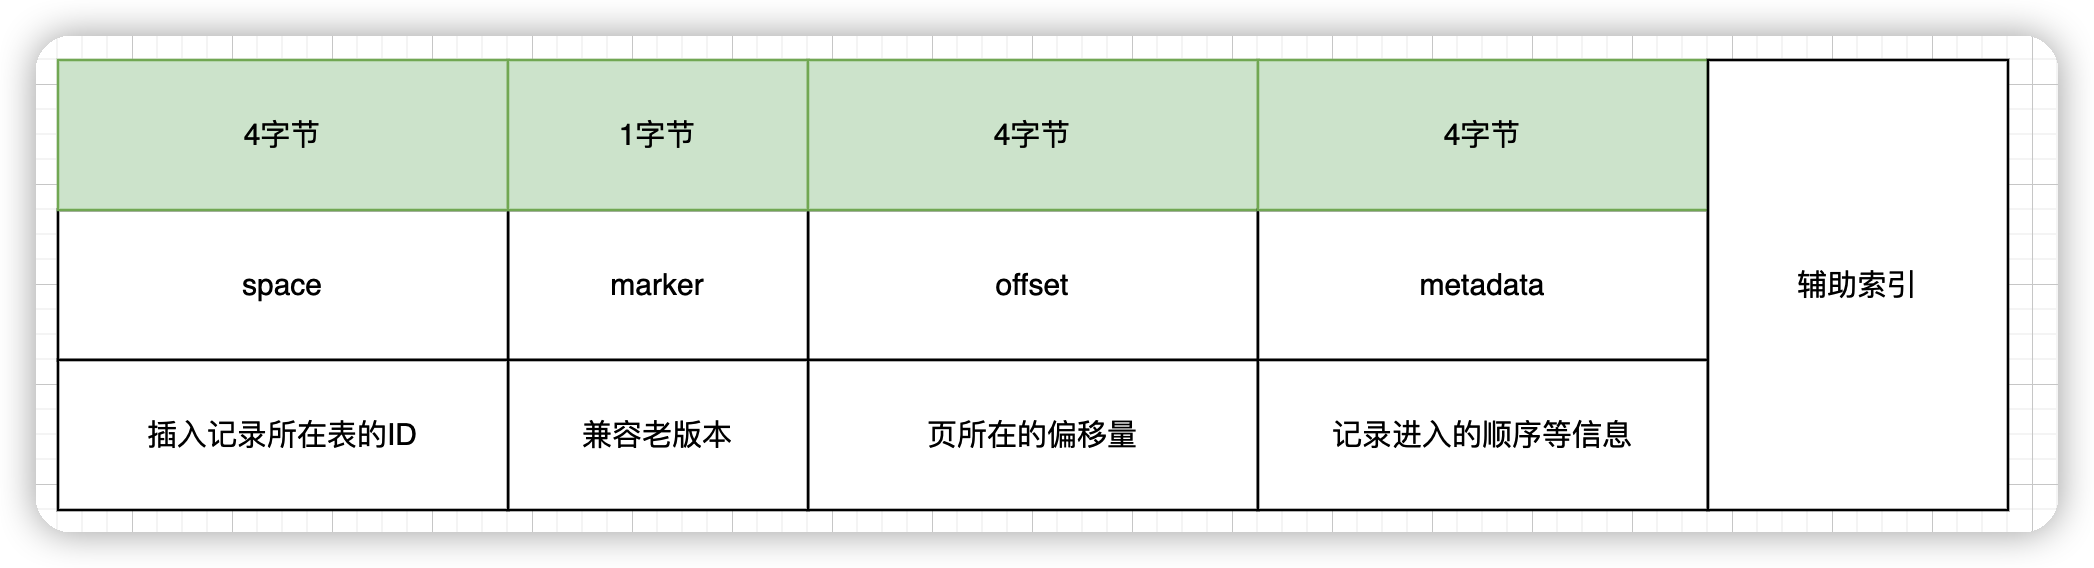 4字节
1字节
4字节
4字节
space
marker
offset
metadata
辅助索引
插入记录所在表的ID
兼容老版本
页所在的偏移量
记录进入的顺序等信息